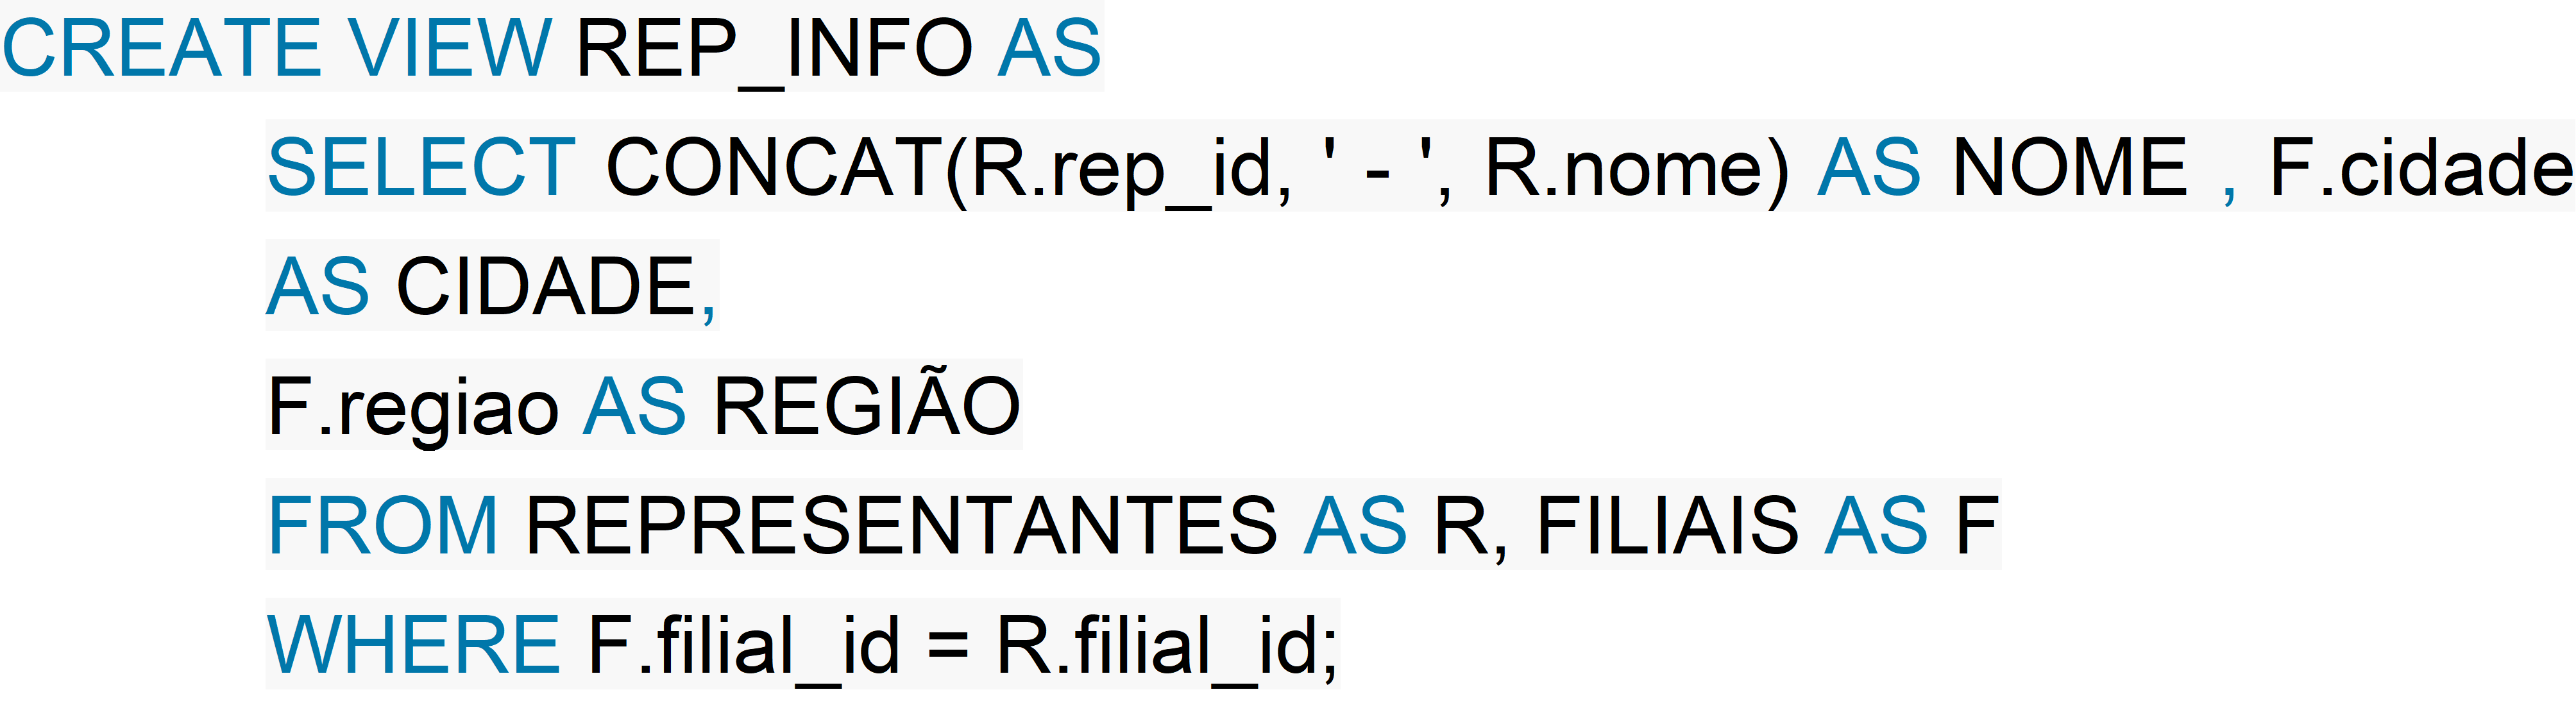 CREATE VIEW REP_INFO AS
SELECT CONCAT(R.rep_id, ' - ', R.nome) AS NOME , F.cidade
AS CIDADE,
F.regiao AS REGIÃO
FROM REPRESENTANTES AS R, FILIAIS AS F
WHERE F.filial_id = R.filial_id;